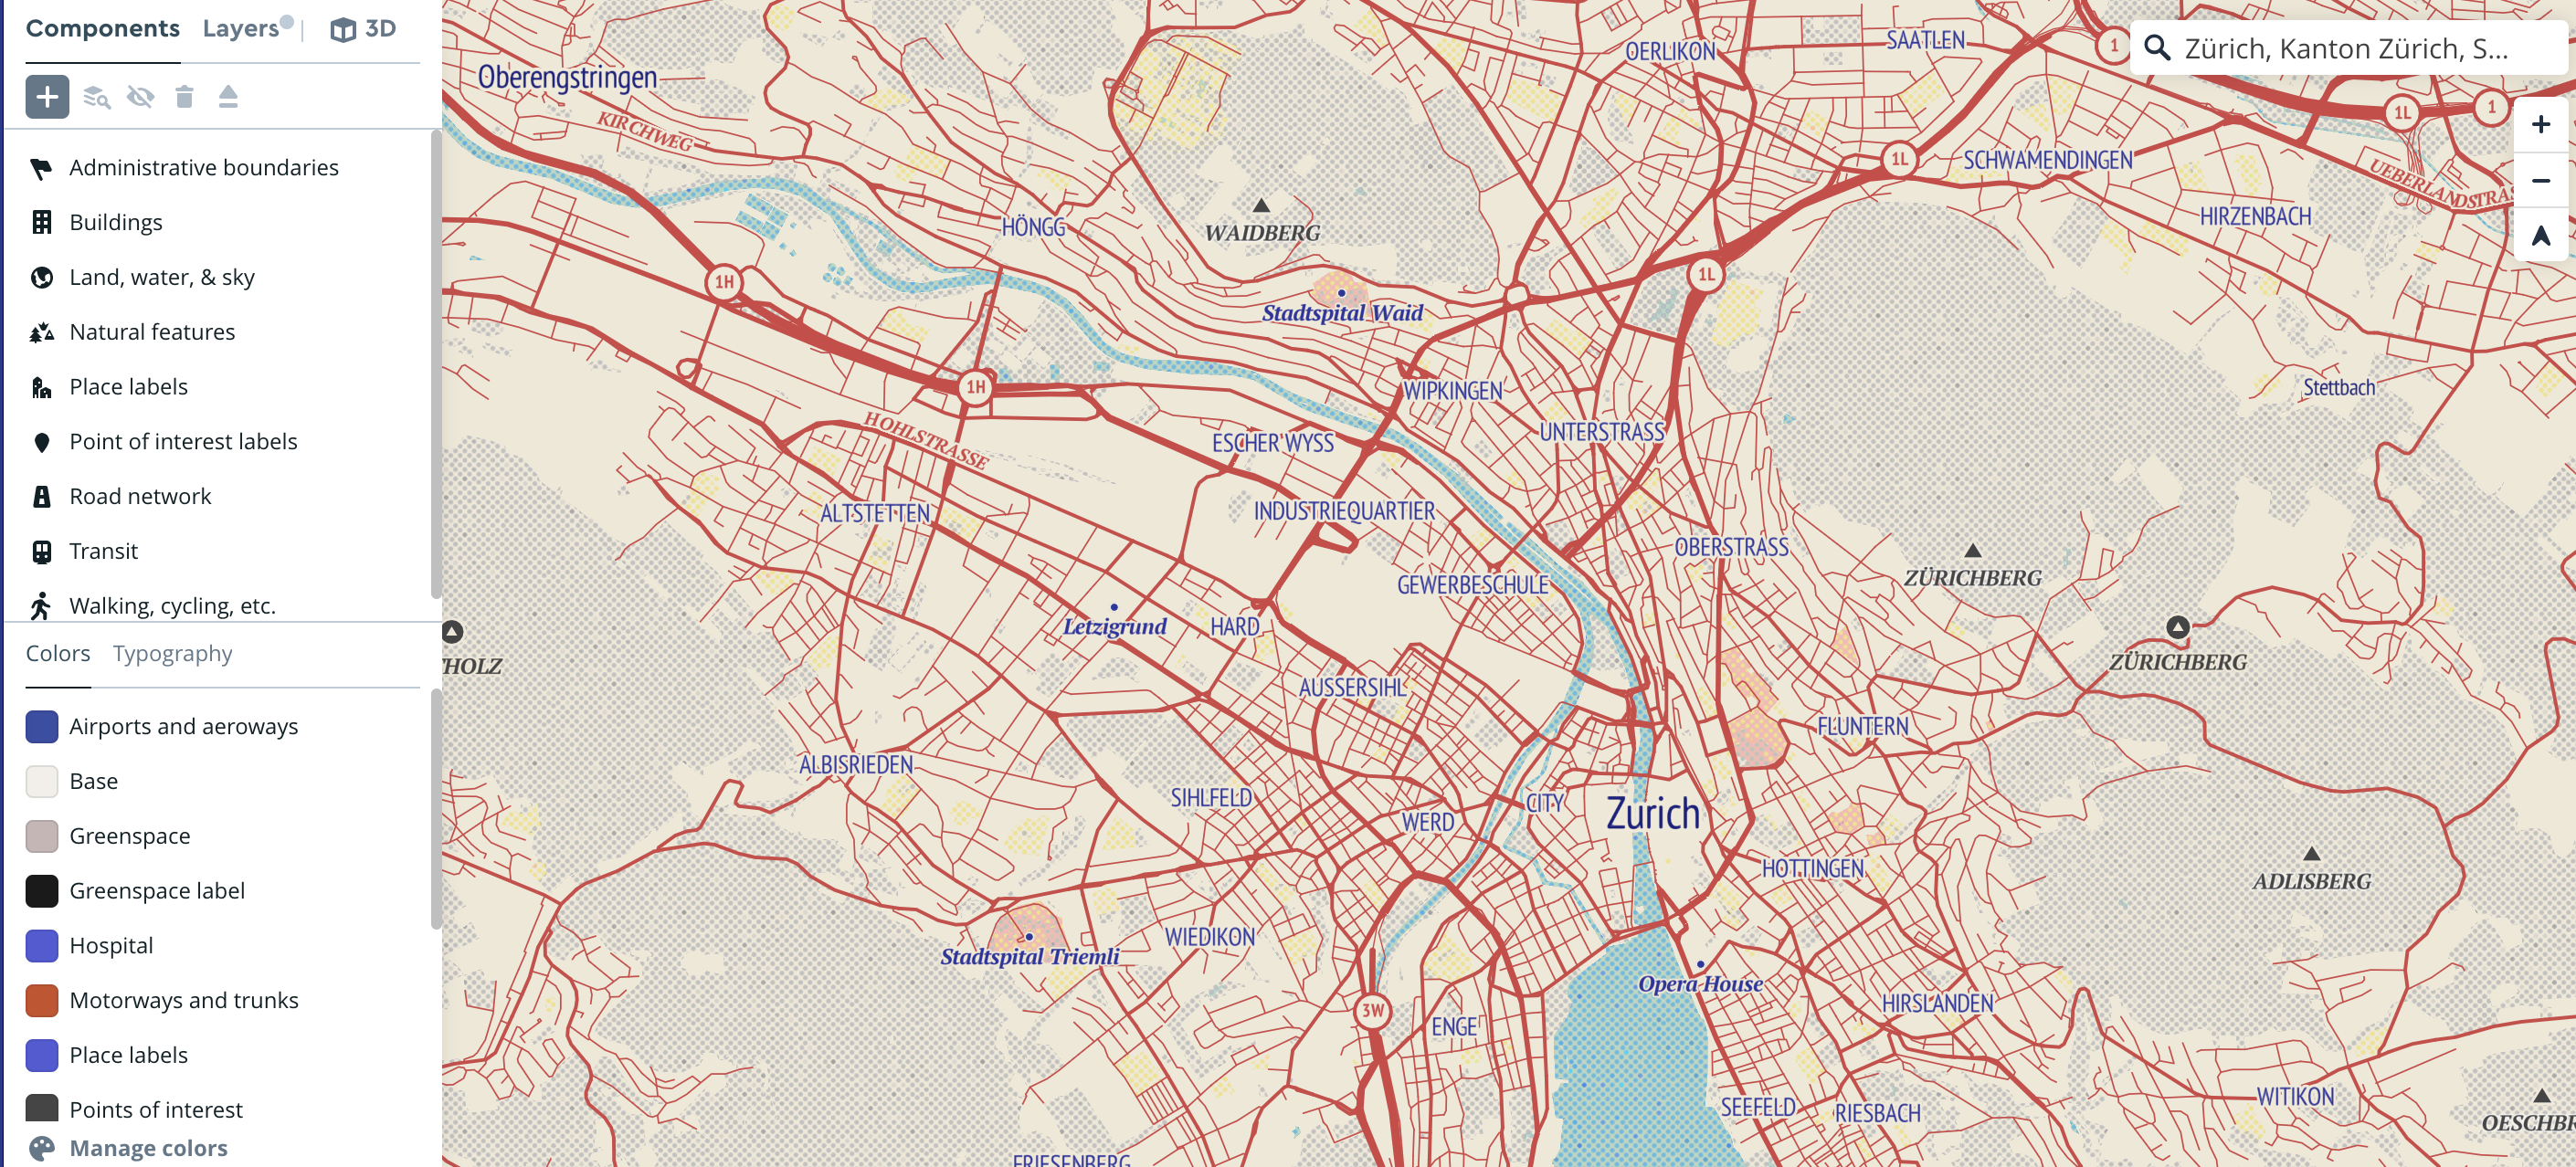 Components
Layers
3D
Administrative boundaries
Buildings
Land, water, & sky
Natural features
Place labels
Point of interest labels
Road network
Transit
Walking, cycling, etc.
Colors
Typography
Airports and aeroways
Base
Greenspace
Greenspace label
Hospital
Motorways and trunks
Place labels
Points of interest
Manage colors
Zürich, Kanton Zürich, S...
OERLIKON
SAATLEN
1
Oberengstringen
1L
1
KIRCHWEG
1L
SCHWAMENDINGEN
UEBERLANDSTRAS
HÖNGG
WAIDBERG
HIRZENBACH
1H
1L
Stadtspital Waid
1H
WIPKINGEN
Stettbach
HOHLSTRASSE
ESCHER WYSS
UNTERSTRASS
ALTSTETTEN
INDUSTRIEQUARTIER
OBERSTRASS
GEWERBESCHULE
ZÜRICHBERG
Letzigrund
HARD
HOLZ
ZÜRICHBERG
AUSSERSIHL
FLUNTERN
ALBISRIEDEN
SIHLFELD
CITY
Zurich
WERD
HOTTINGEN
ADLISBERG
WIEDIKON
Stadtspital Triemli
Opera House
3W
HIRSLANDEN
ENGE
SEEFELD
RIESBACH
WITIKON
OESCHBR
FRIESENBERG